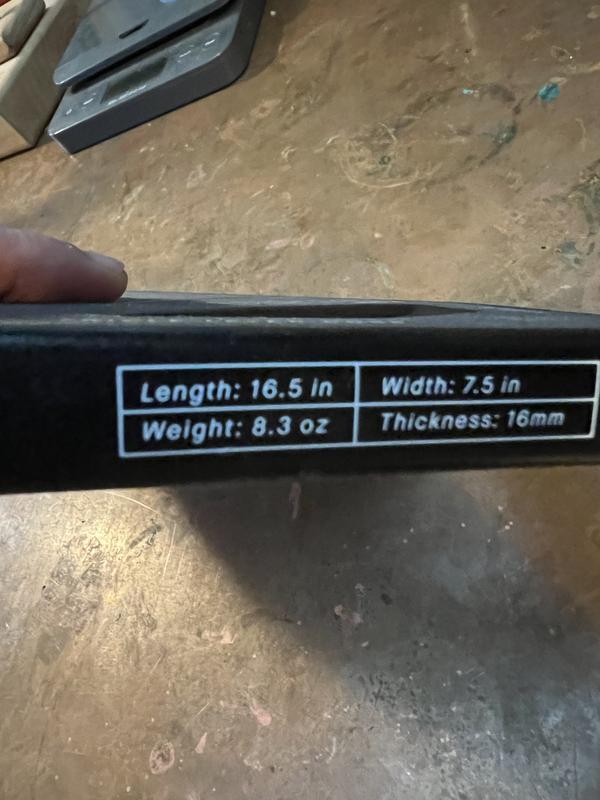 Length: 16.5 in
Width: 7.5 in
Weight: 8.3 oz
Thickness: 16mm